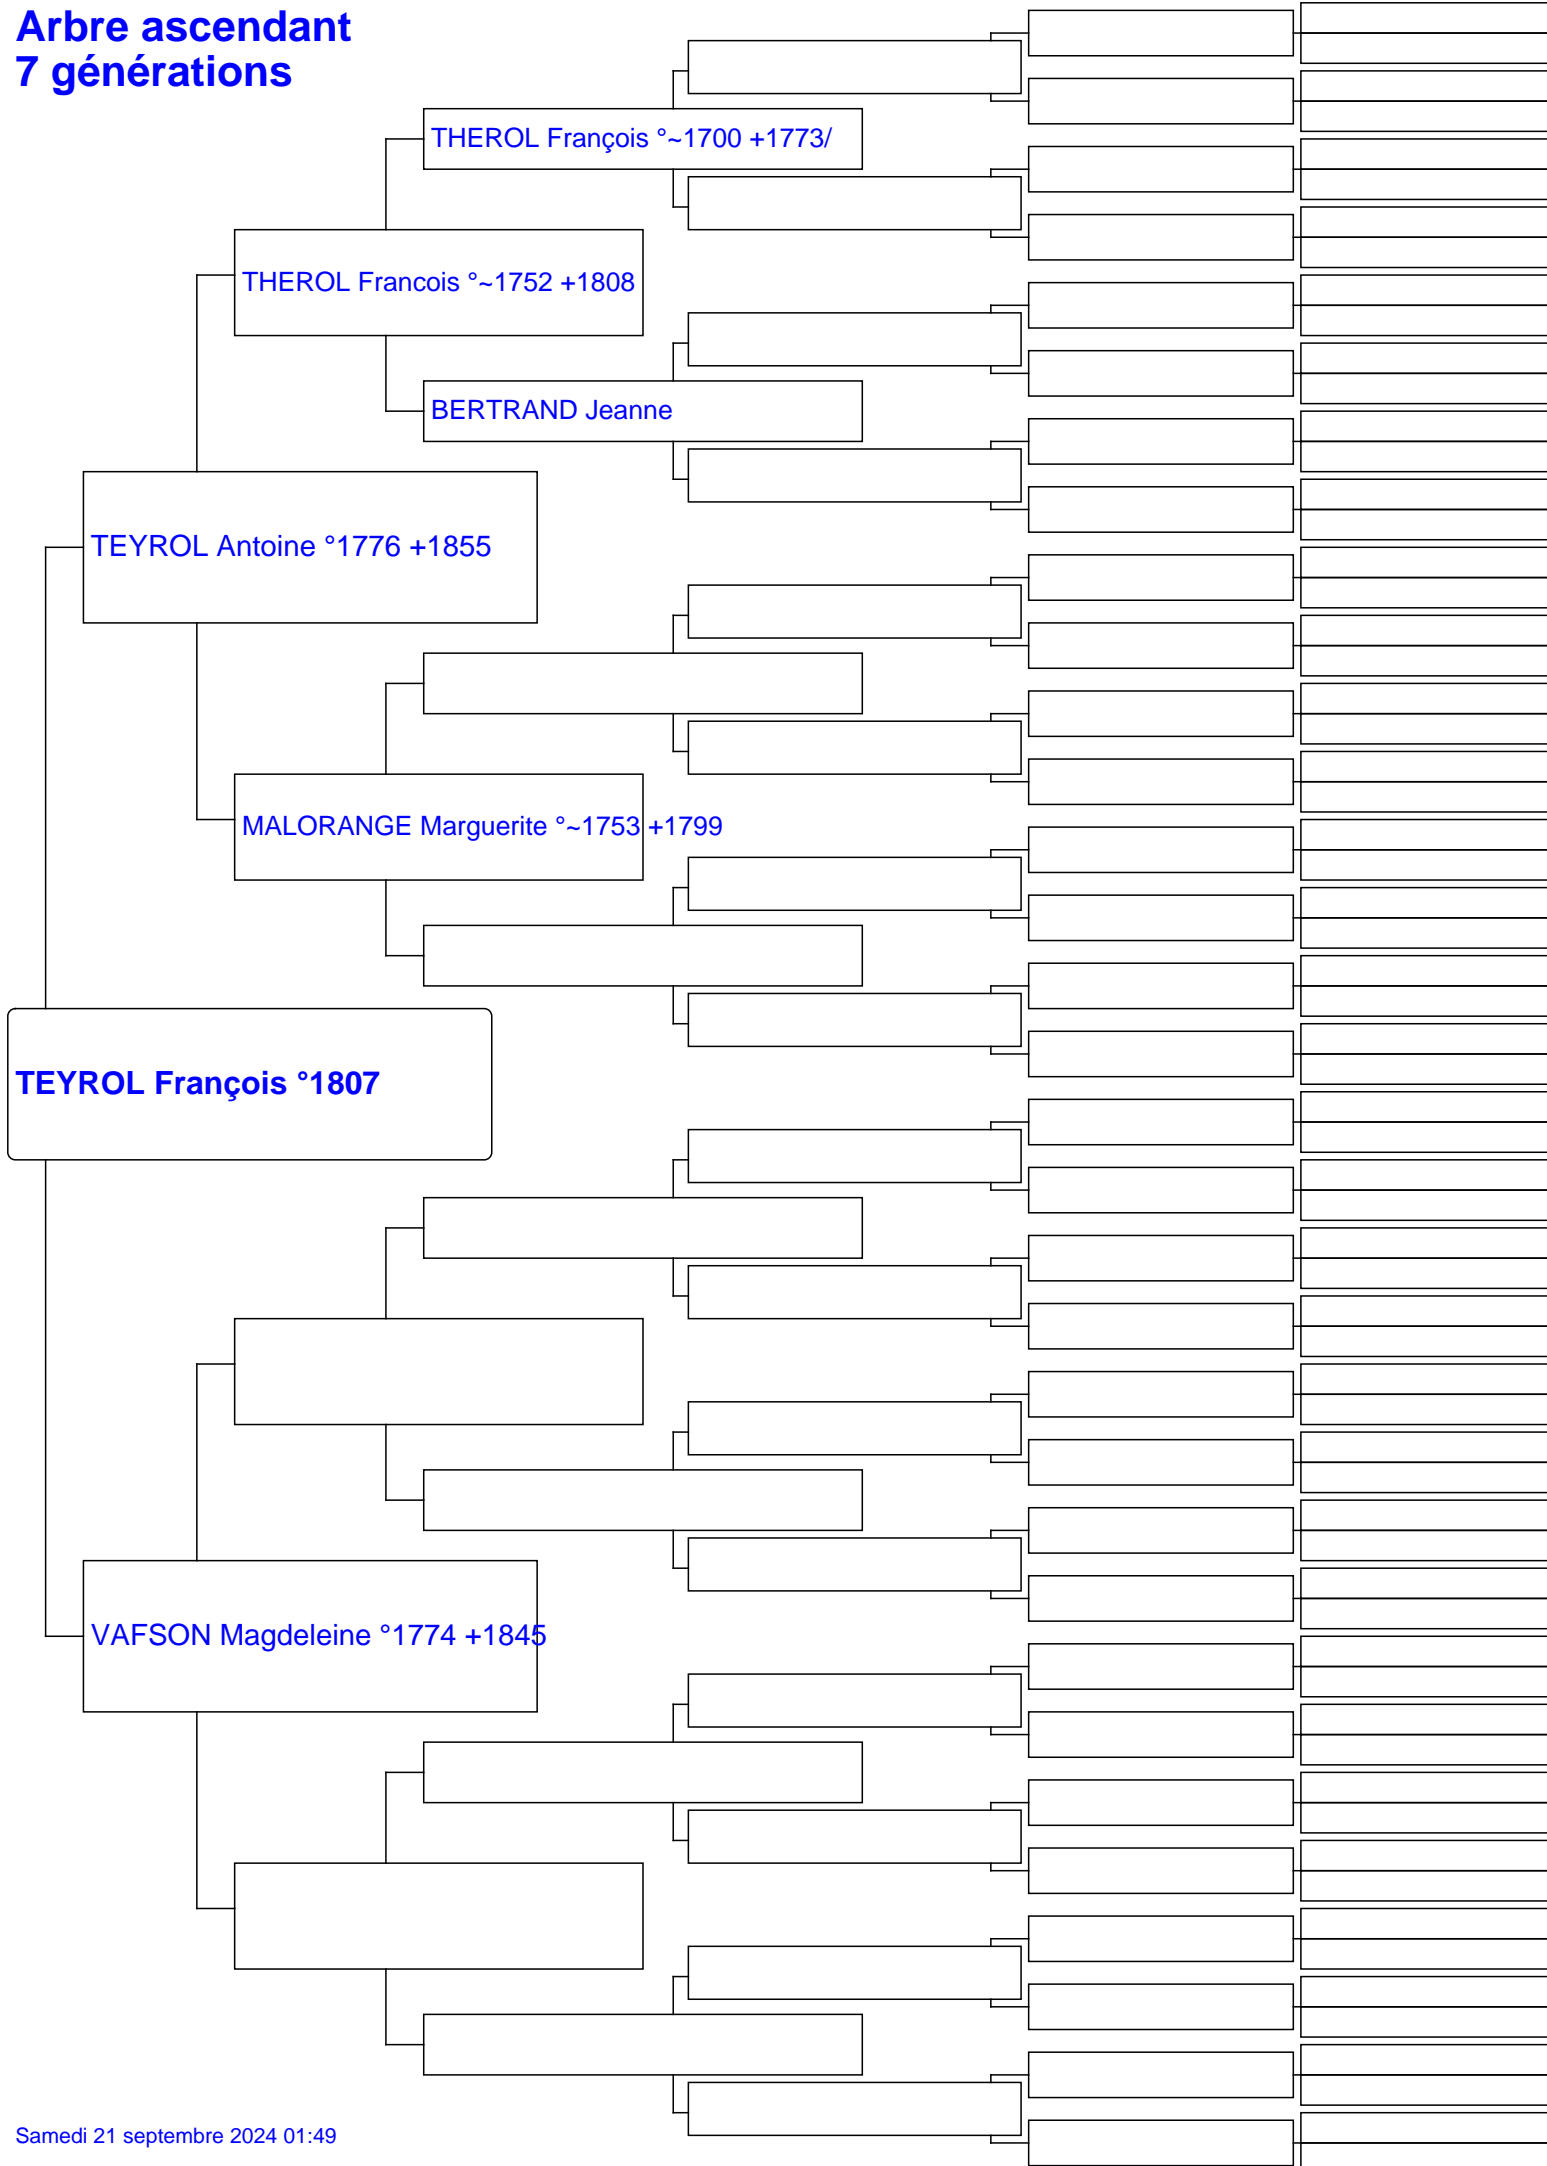 Arbre ascendant
7 générations
THEROL François °~1700 +1773/
THEROL Francois °~1752 +1808
BERTRAND Jeanne
TEYROL Antoine °1776 +1855
MALORANGE Marguerite °~1753 +1799
TEYROL François °1807
VAFSON Magdeleine °1774 +1845
Samedi 21 septembre 2024 01:49